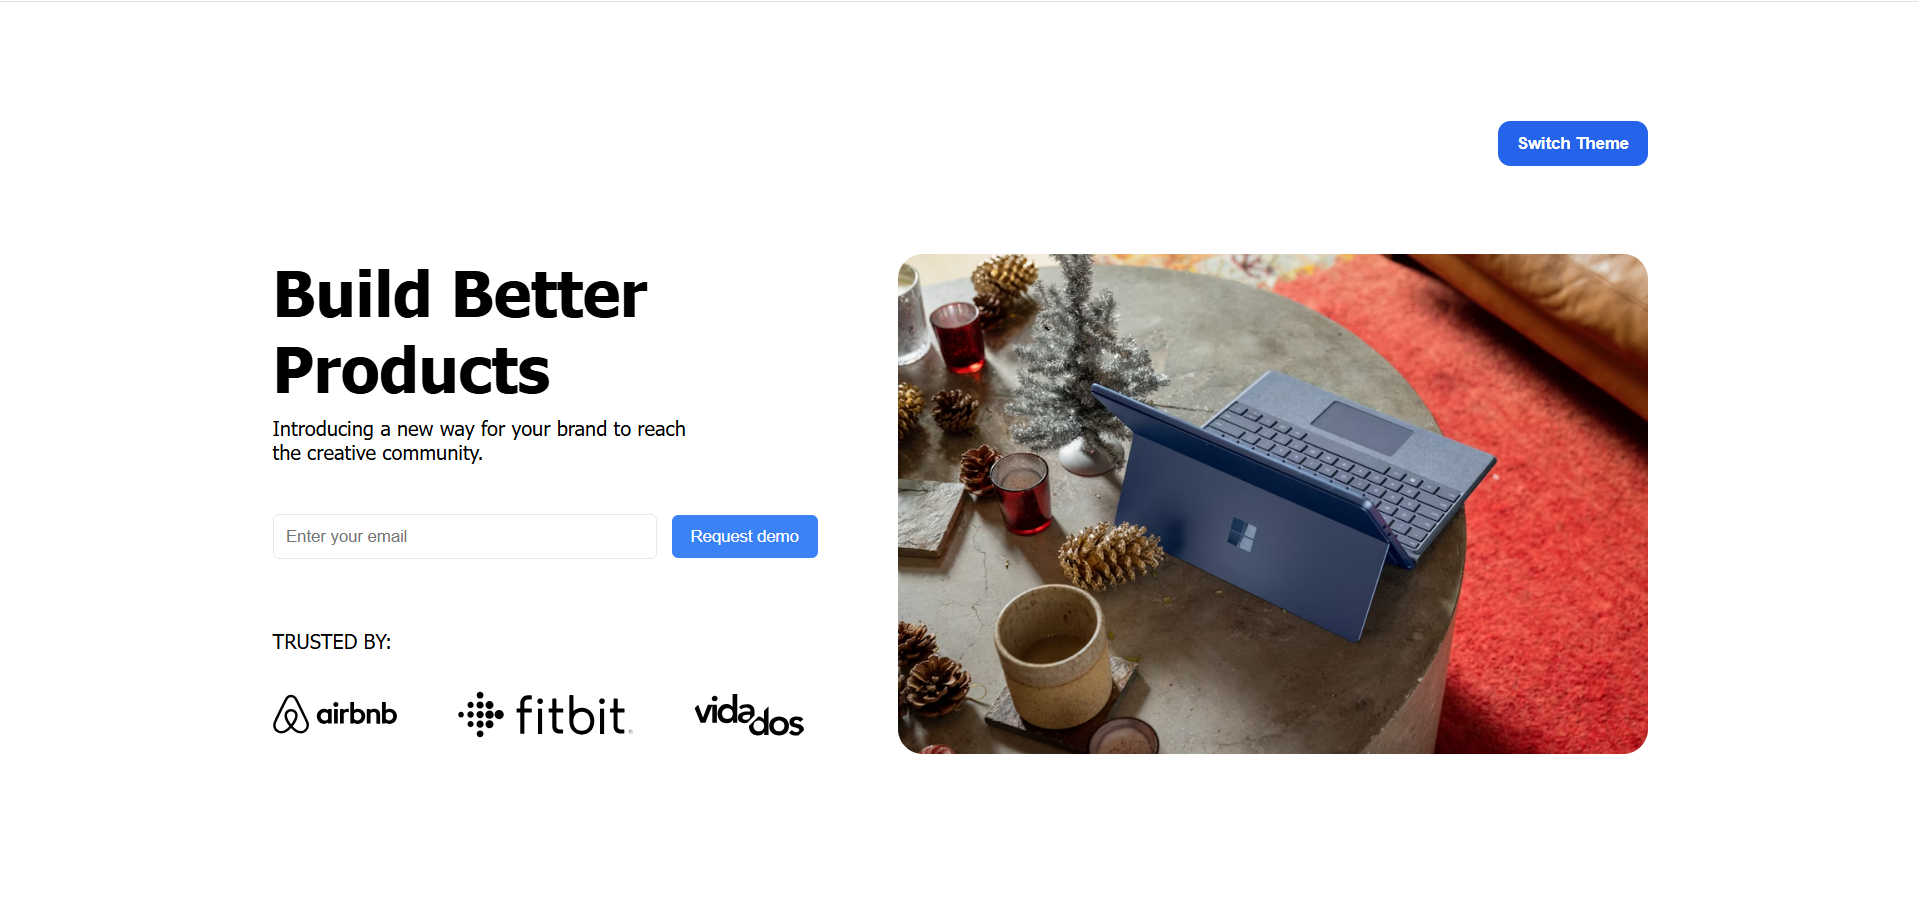 Switch Theme
Build Better
Products
Introducing a new way for your brand to reach
the creative community.
Enter your email
Request demo
TRUSTED BY:
airbnb
fitbit
vidados